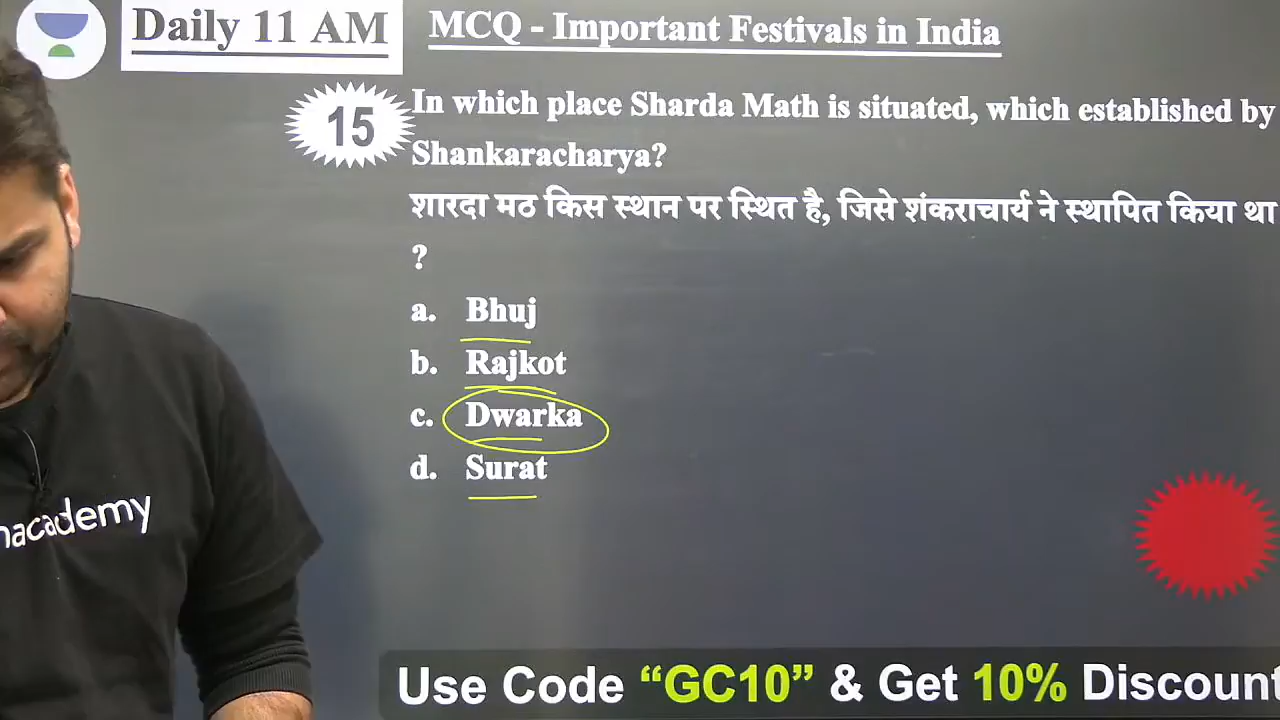 Daily 11 AM
MCQ - Important Festivals in India
15
In which place Sharda Math is situated, which established by
Shankaracharya?
शारदा मठ किस स्थान पर स्थित है, जिसे शंकराचार्य ने स्थापित किया था
?
a. Bhuj
b. Rajkot
c. Dwarka
d. Surat
nacademy
Use Code “GC10” & Get 10% Discount